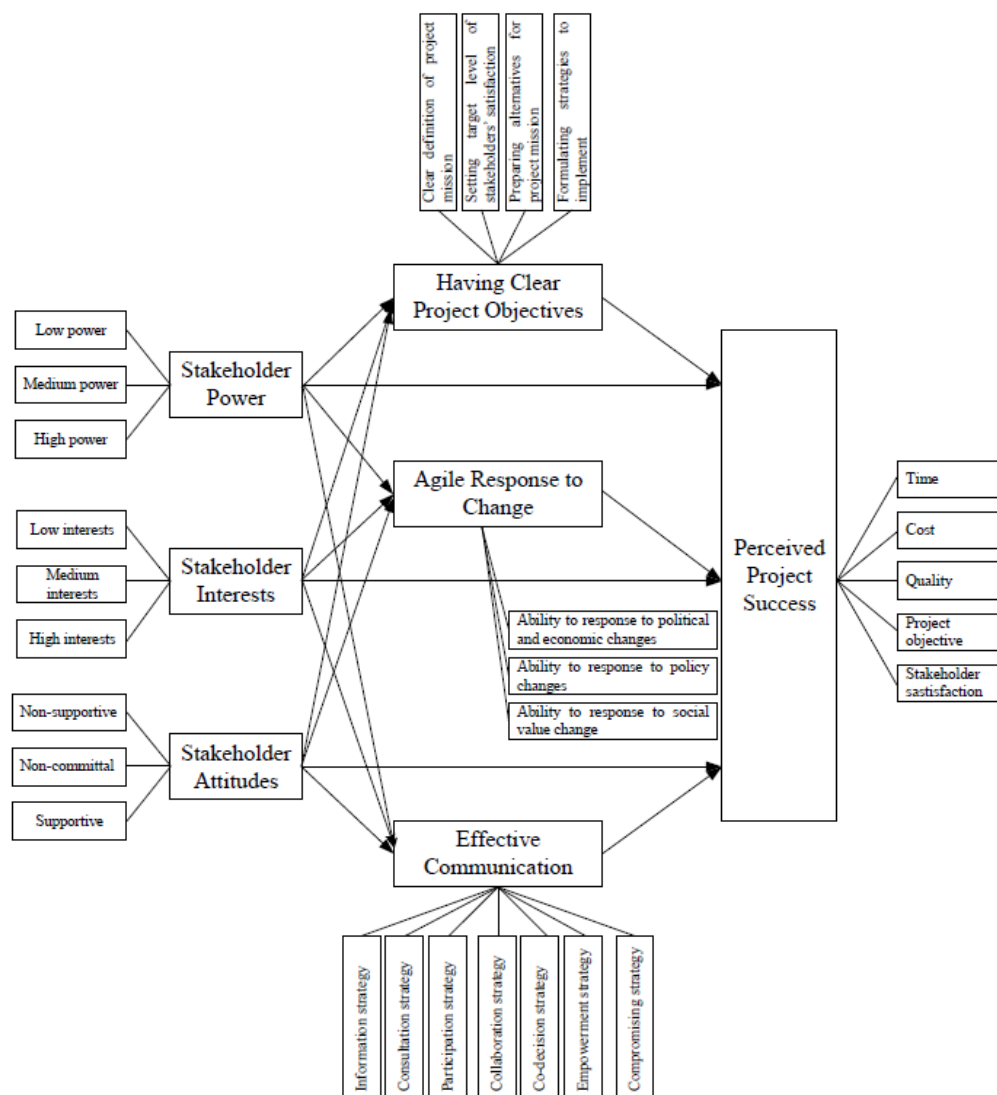 Clear definition of project
mission
Setting target level of
stakeholders' satisfaction
Preparing alternatives for
project mission
Formulating strategies to
implement
Having Clear
Project Objectives
Low power
Medium power
High power
Stakeholder
Power
Agile Response to
Change
Low interests
Medium
interests
High interests
Stakeholder
Interests
Ability to response to political
and economic changes
Ability to response to policy
changes
Ability to response to social
value change
Non-supportive
Non-committal
Supportive
Stakeholder
Attitudes
Effective
Communication
Perceived
Project
Success
Time
Cost
Quality
Project
objective
Stakeholder
sastisfaction
Information strategy
Consultation strategy
Participation strategy
Collaboration strategy
Co-decision strategy
Empowerment strategy
Compromising strategy